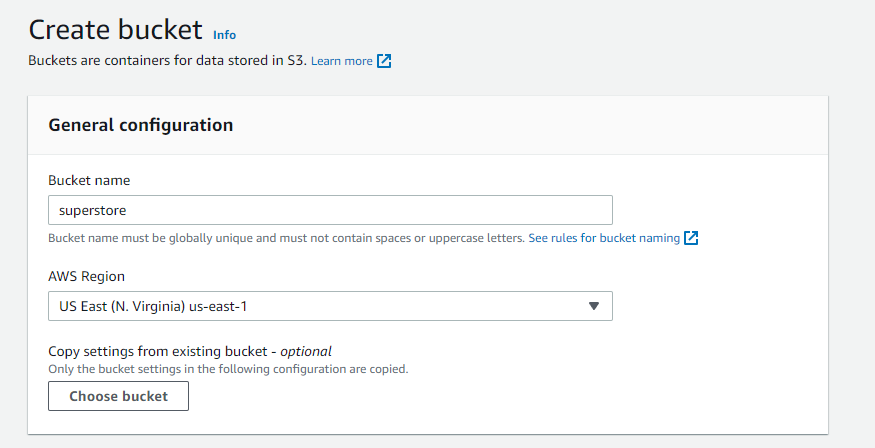 Create bucket Info
Buckets are containers for data stored in S3. Learn more
General configuration
Bucket name
superstore
Bucket name must be globally unique and must not contain spaces or uppercase letters. See rules for bucket naming
AWS Region
US East (N. Virginia) us-east-1
Copy settings from existing bucket - optional
Only the bucket settings in the following configuration are copied.
Choose bucket